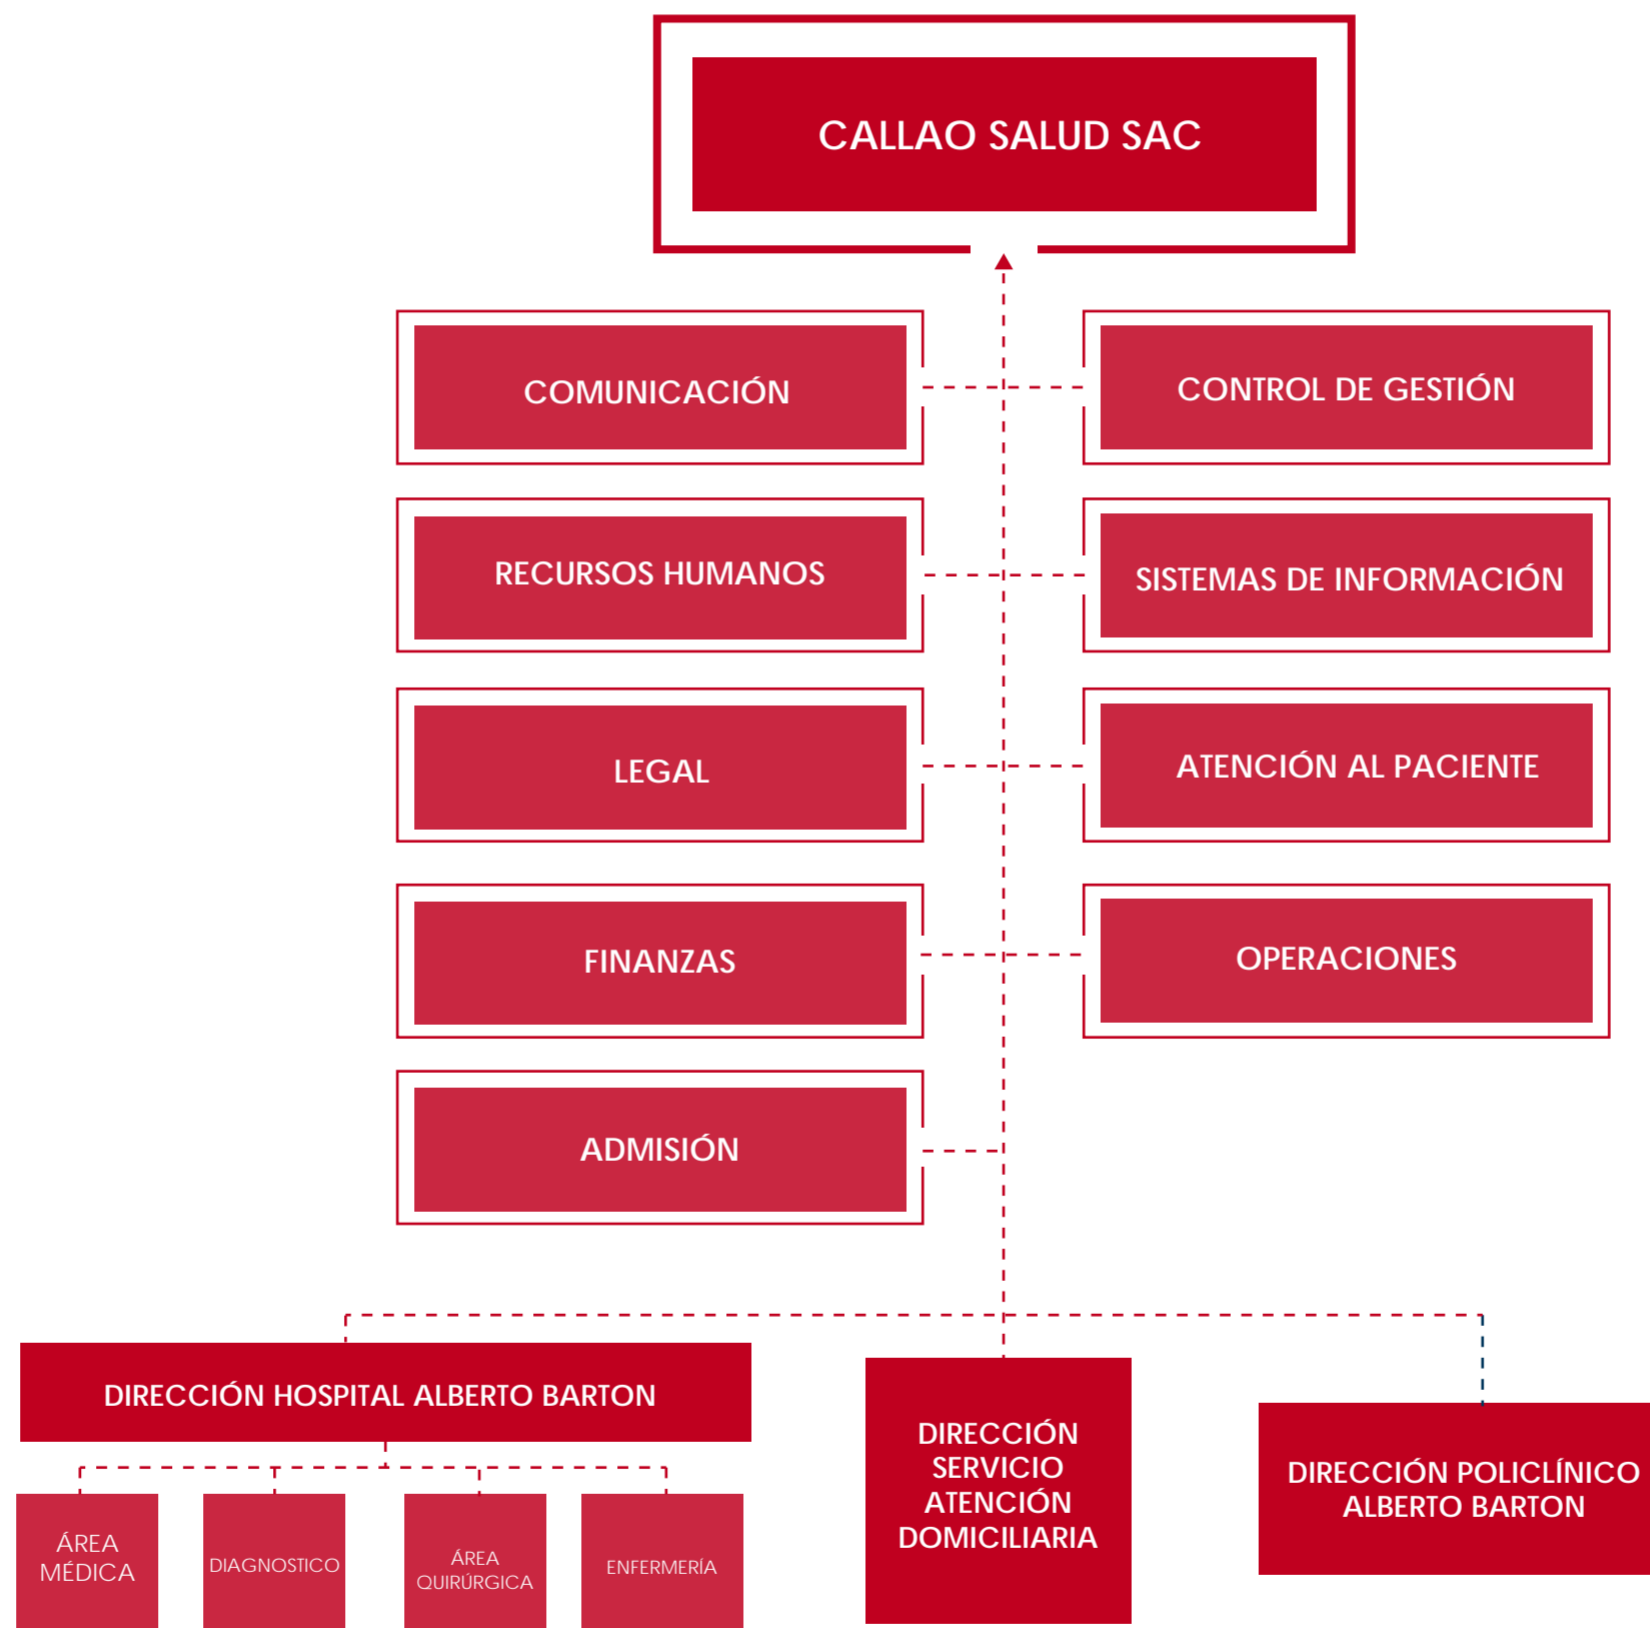 CALLAO SALUD SAC
COMUNICACIÓN
CONTROL DE GESTIÓN
RECURSOS HUMANOS
SISTEMAS DE INFORMACIÓN
LEGAL
ATENCIÓN AL PACIENTE
FINANZAS
OPERACIONES
ADMISIÓN
DIRECCIÓN HOSPITAL ALBERTO BARTON
DIRECCIÓN
SERVICIO
ATENCIÓN
DOMICILIARIA
DIRECCIÓN POLICLÍNICO
ALBERTO BARTON
ÁREA
MÉDICA
DIAGNOSTICO
ÁREA
QUIRÚRGICA
ENFERMERÍA